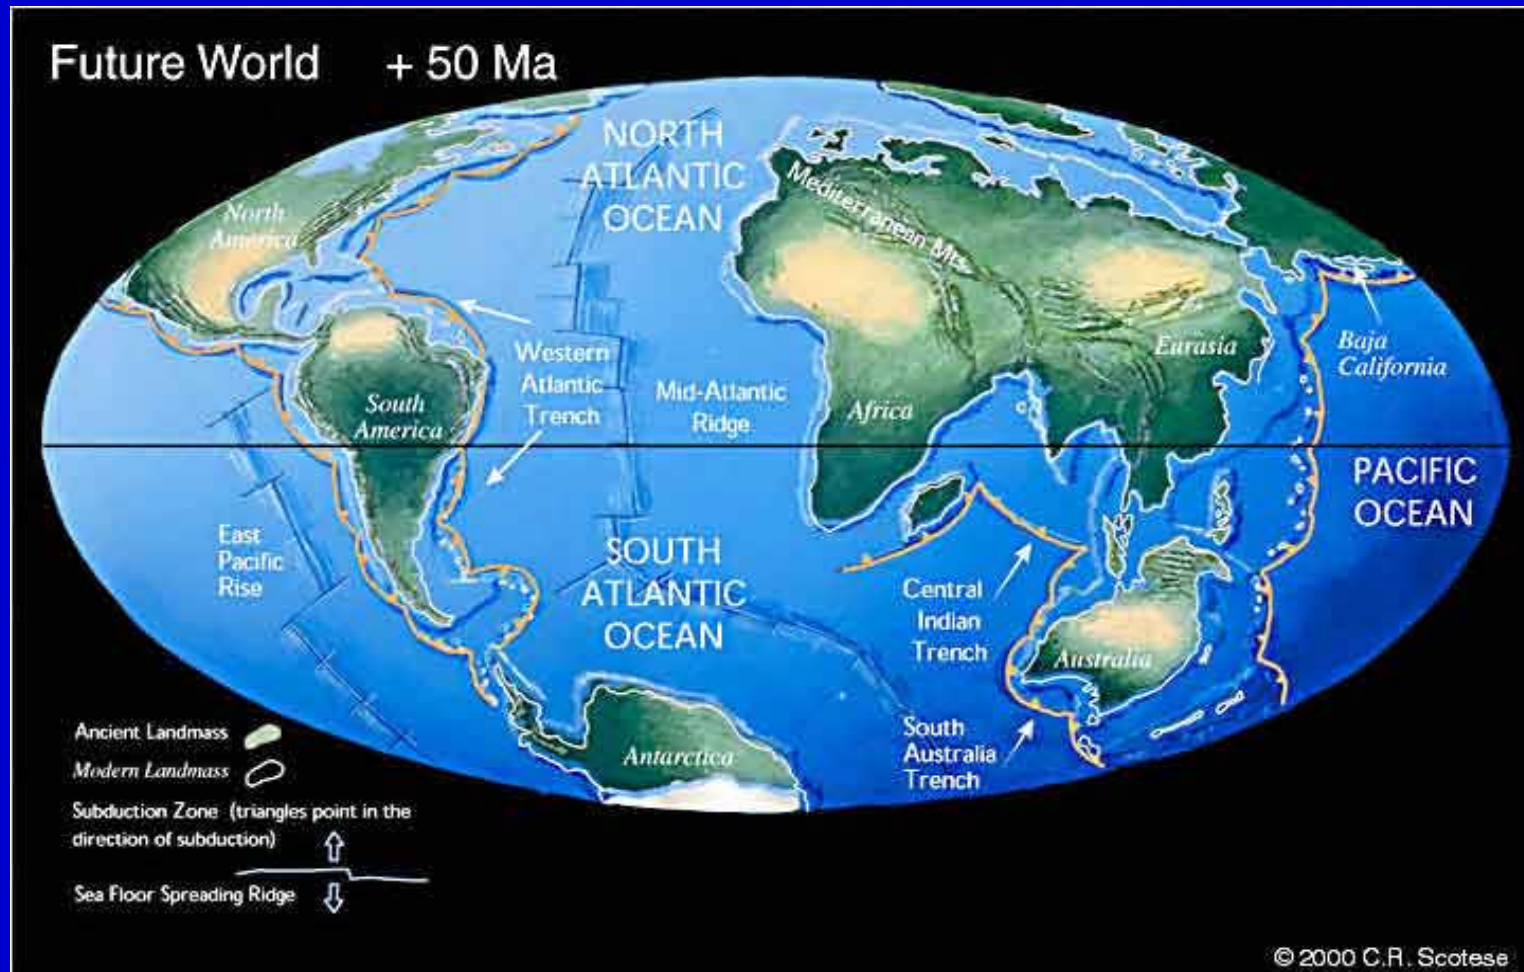 Future World + 50 Ma
NORTH
ATLANTIC
OCEAN
North
America
Mediterranean Mts.
Western
Atlantic
Trench
Mid-Atlantic
Ridge
South
America
Africa
Eurasia
Baja
California
East
Pacific
Rise
SOUTH
ATLANTIC
OCEAN
PACIFIC
OCEAN
Central
Indian
Trench
Australia
South
Australia
Trench
Antarctica
Ancient Landmass
Modern Landmass
Subduction Zone (triangles point in the
direction of subduction)
Sea Floor Spreading Ridge
© 2000 C.R. Scotese